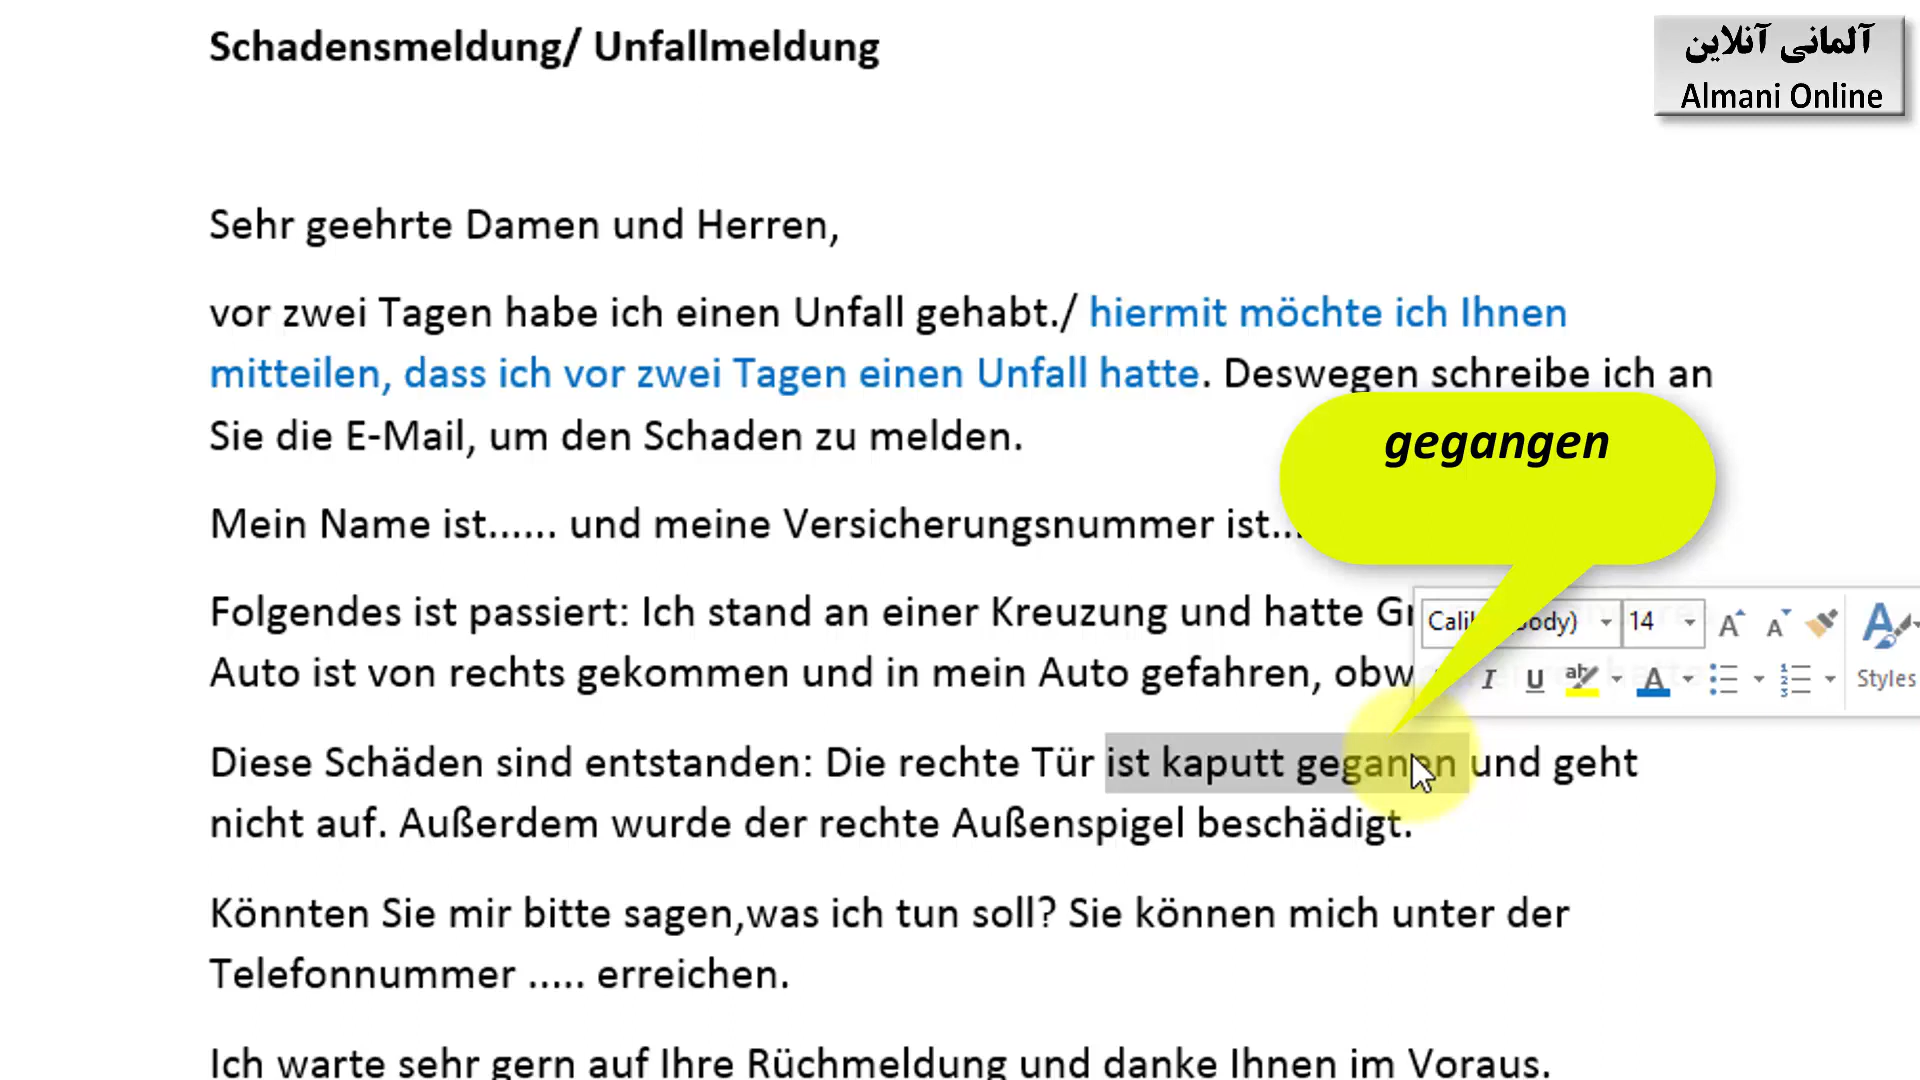 Schadensmeldung/ Unfallmeldung
آلمانی آنلاین
Almani Online
Sehr geehrte Damen und Herren,
vor zwei Tagen habe ich einen Unfall gehabt./ hiermit möchte ich Ihnen
mitteilen, dass ich vor zwei Tagen einen Unfall hatte. Deswegen schreibe ich an
Sie die E-Mail, um den Schaden zu melden.
gegangen
Mein Name ist...... und meine Versicherungsnummer ist...
Folgendes ist passiert: Ich stand an einer Kreuzung und hatte
Auto ist von rechts gekommen und in mein Auto gefahren,
14
Styles
Diese Schäden sind entstanden: Die rechte Tür ist kaputt geganen und geht
nicht auf. Außerdem wurde der rechte Außenspigel beschädigt.
Könnten Sie mir bitte sagen,was ich tun soll? Sie können mich unter der
Telefonnummer ..... erreichen.
Ich warte sehr gern auf Ihre Rüchmeldung und danke Ihnen im Voraus.